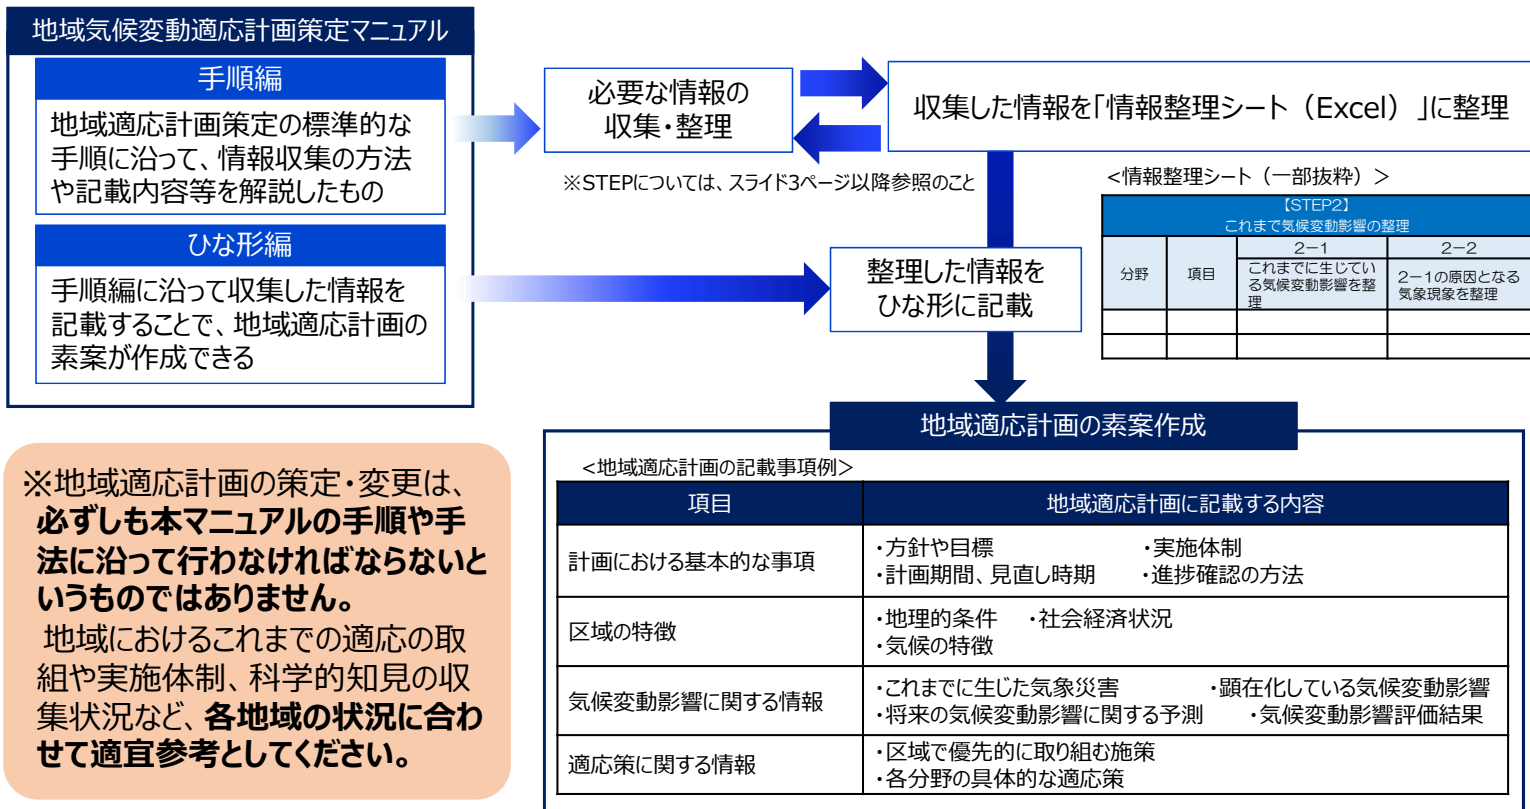 地域気候変動適応計画策定マニュアル
手順編
地域適応計画策定の標準的な
手順に沿って、情報収集の方法
や記載内容等を解説したもの
ひな形編
手順編に沿って収集した情報を
記載することで、地域適応計画の
素案が作成できる
必要な情報の
収集・整理
収集した情報を「情報整理シート（Excel）」に整理
※STEPについては、スライド3ページ以降参照のこと
<情報整理シート（一部抜粋）>
【STEP2】
これまで気候変動影響の整理
分野
項目
2－1
2－2
これまでに生じてい
る気候変動影響を整
理
2－1の原因となる
気象現象を整理
整理した情報を
ひな形に記載
地域適応計画の素案作成
<地域適応計画の記載事項例>
項目 地域適応計画に記載する内容
計画における基本的な事項
・方針や目標 ・実施体制
・計画期間、見直し時期 ・進捗確認の方法
区域の特徴
・地理的条件 ・社会経済状況
・気候の特徴
気候変動影響に関する情報
・これまでに生じた気象災害 ・顕在化している気候変動影響
・将来の気候変動影響に関する予測 ・気候変動影響評価結果
適応策に関する情報
・区域で優先的に取り組む施策
・各分野の具体的な適応策
※地域適応計画の策定・変更は、
必ずしも本マニュアルの手順や手
法に沿って行わなければならないと
いうものではありません。
地域におけるこれまでの適応の取
組や実施体制、科学的知見の収
集状況など、各地域の状況に合わ
せて適宜参考としてください。